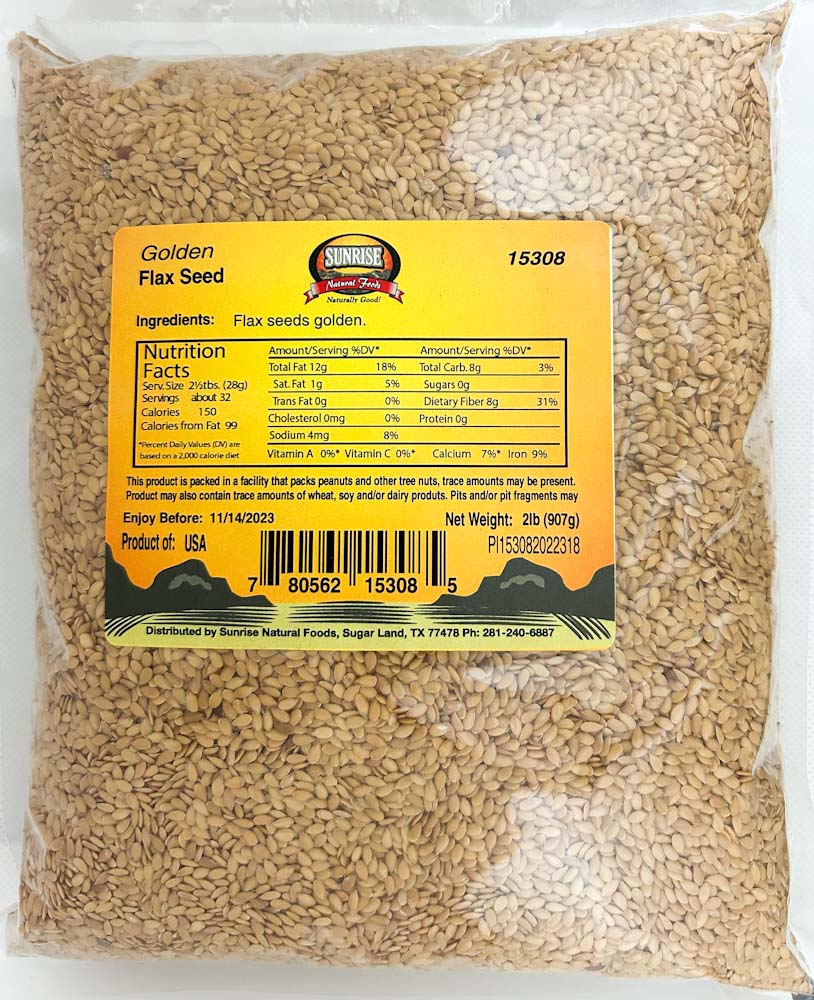 Golden
Flax Seed
SUNRISE
Natural Foods
Naturally Good!
15308
Ingredients: Flax seeds golden.
Nutrition
Facts
Serv. Size 2½tbs. (28g)
Servings about 32
Calories 150
Calories from Fat 99
*Percent Daily Values (DV) are
based on a 2,000 calorie diet
Amount/Serving %DV* Amount/Serving %DV*
Total Fat 12g 18% Total Carb. 8g 3%
Sat. Fat 1g 5% Sugars 0g
Trans Fat 0g 0% Dietary Fiber 8g 31%
Cholesterol 0mg 0% Protein 0g
Sodium 4mg 8%
Vitamin A 0%* Vitamin C 0%* Calcium 7%* Iron 9%
This product is packed in a facility that packs peanuts and other tree nuts, trace amounts may be present.
Product may also contain trace amounts of wheat, soy and/or dairy produts. Pits and/or pit fragments may
Enjoy Before: 11/14/2023 Net Weight: 2lb (907g)
Product of: USA PI153082022318
7 80562 15308 5
Distributed by Sunrise Natural Foods, Sugar Land, TX 77478 Ph: 281-240-6887